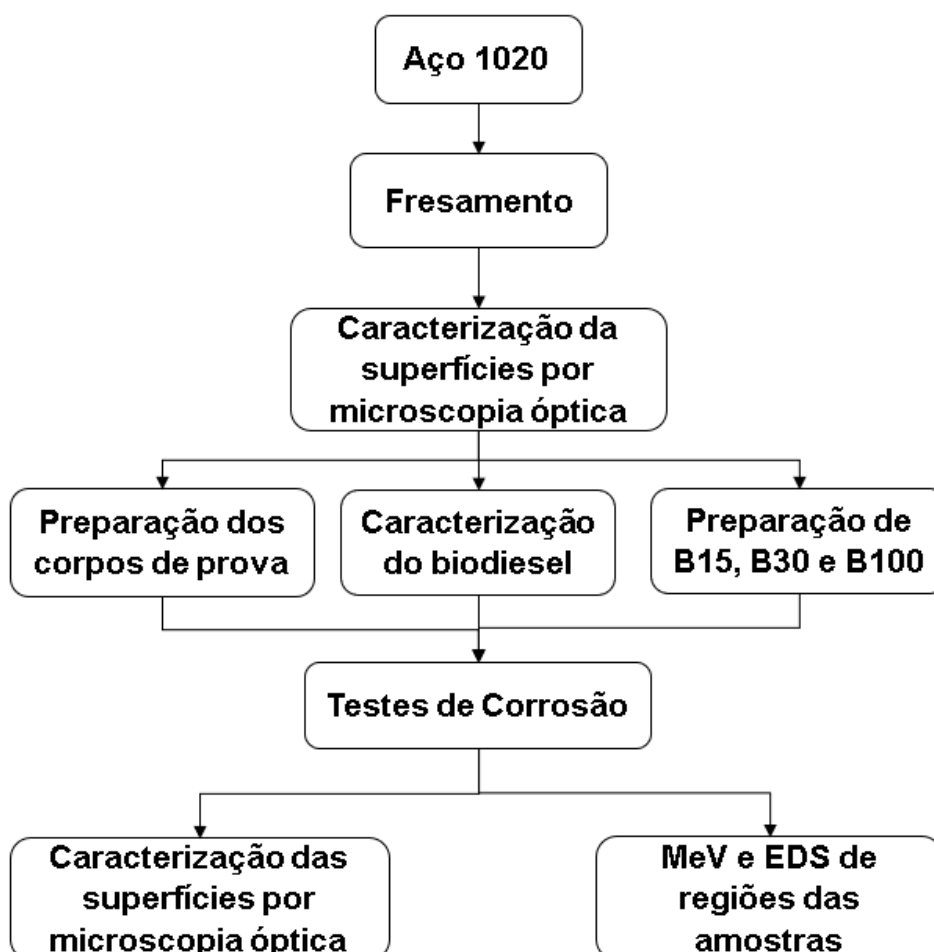 Aço 1020
Fresamento
Caracterização da
superfícies por
microscopia óptica
Preparação dos
corpos de prova
Caracterização
do biodiesel
Preparação de
B15, B30 e B100
Testes de Corrosão
Caracterização das
superfícies por
microscopia óptica
MeV e EDS de
regiões das
amostras